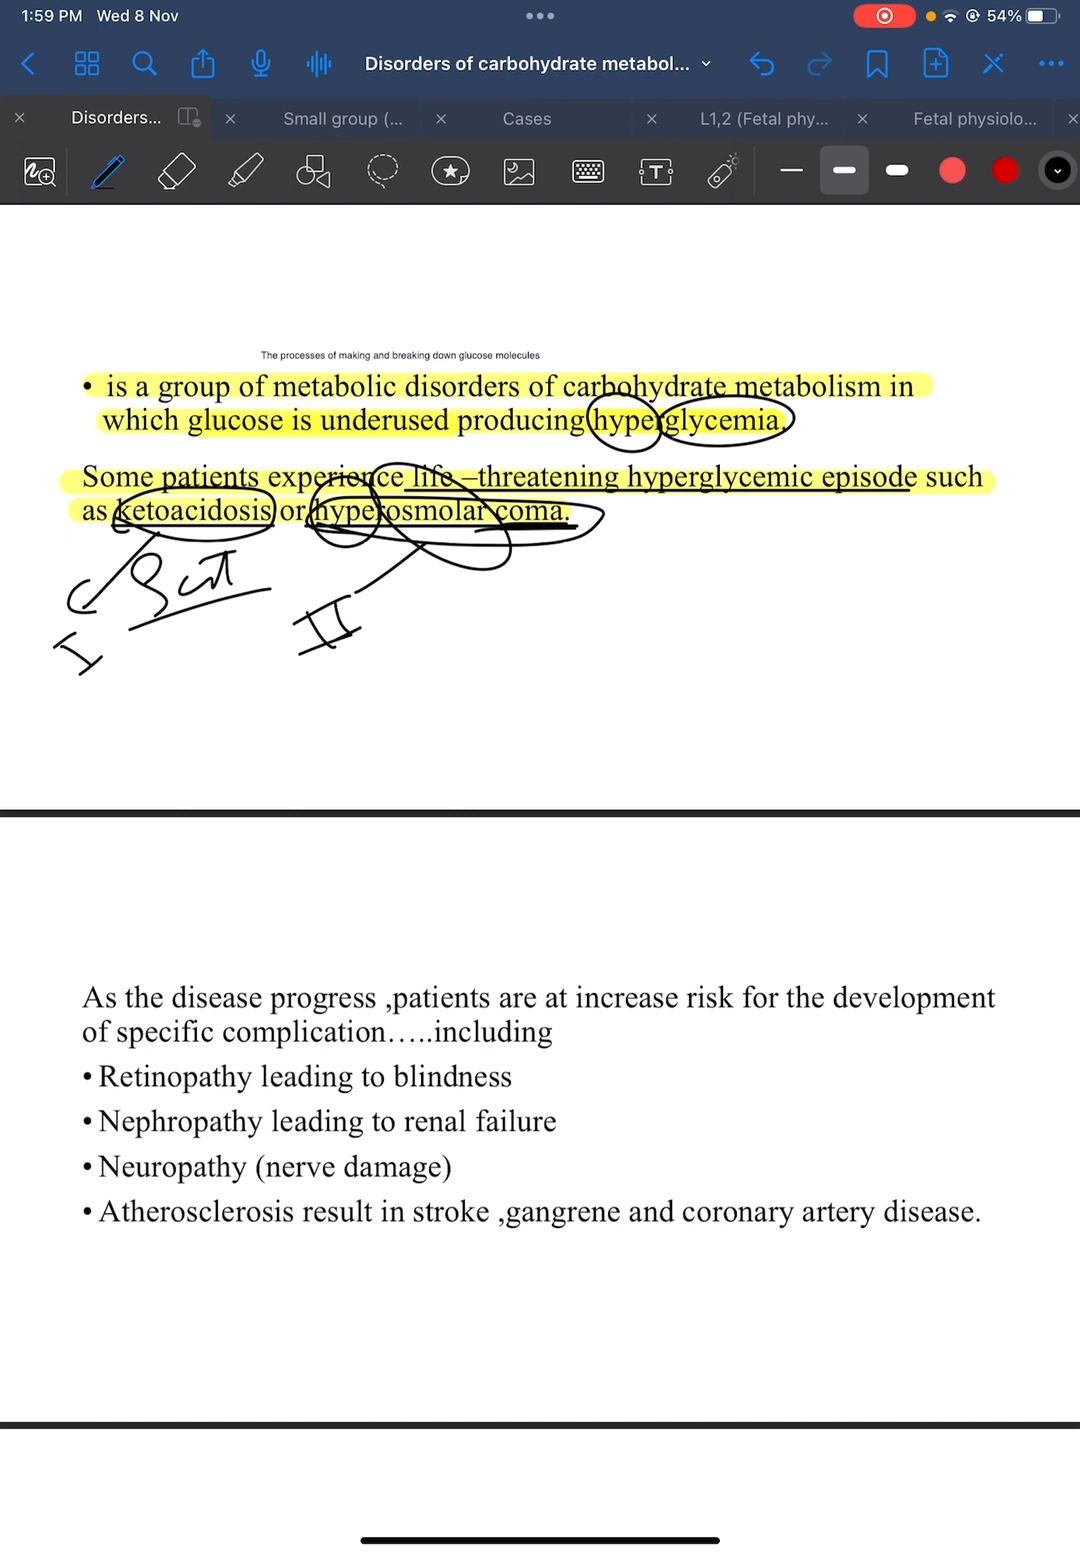 1:59 PM Wed 8 Nov
54%
Disorders of carbohydrate metabol...
Disorders...
Small group (...
Cases
L1,2 (Fetal phy...
Fetal physiolo...
The processes of making and breaking down glucose molecules
• is a group of metabolic disorders of carbohydrate metabolism in
which glucose is underused producing hyperglycemia.
Some patients experience life –threatening hyperglycemic episode such
as ketoacidosis or hyperosmolar coma.
I
II
As the disease progress ,patients are at increase risk for the development
of specific complication.....including
• Retinopathy leading to blindness
• Nephropathy leading to renal failure
• Neuropathy (nerve damage)
• Atherosclerosis result in stroke ,gangrene and coronary artery disease.